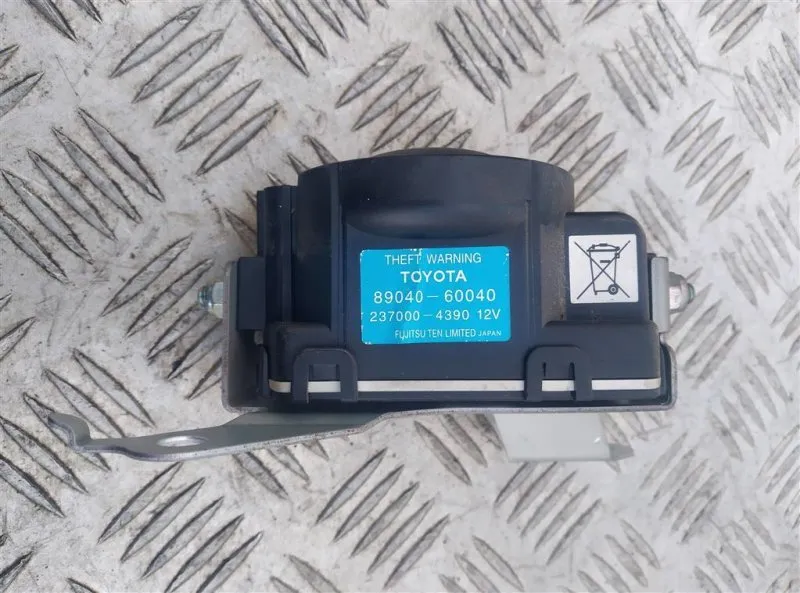 THEFT WARNING
TOYOTA
89040-60040
237000-4390 12V
FUJITSU TEN LIMITED JAPAN